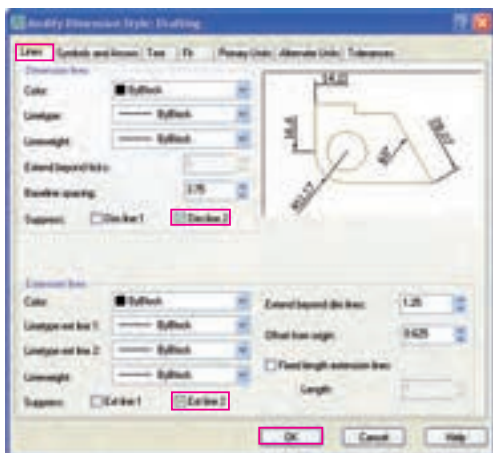 Modify Dimension Style: Drafting
Lines Symbols and Arrows Text Fit Primary Units Alternate Units Tolerances
Dimension lines
Color: ByBlock
Linetype: ByBlock
Lineweight: ByBlock
Extend beyond ticks:
Baseline spacing: 3.75
Suppress: Dim line 1 Dim line 2
Extension lines
Color: ByBlock
Linetype ext line 1: ByBlock
Linetype ext line 2: ByBlock
Lineweight: ByBlock
Suppress: Ext line 1 Ext line 2
Extend beyond dim lines: 1.25
Offset from origin: 0.625
Fixed length extension lines
Length:
OK Cancel Help